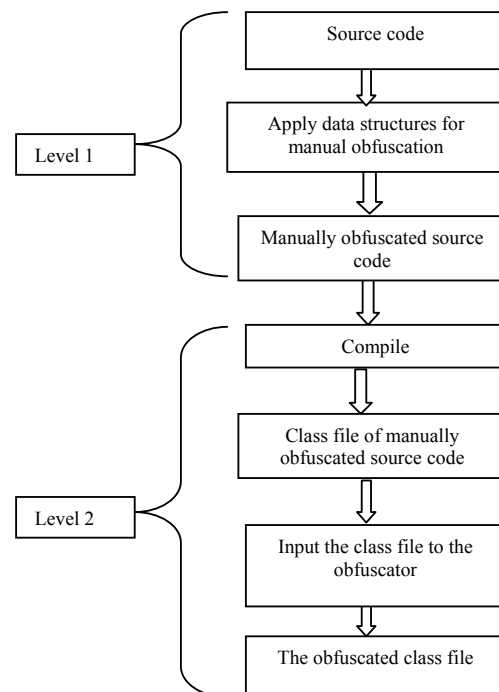 Source code
Apply data structures for
manual obfuscation
Level 1
Manually obfuscated source
code
Compile
Class file of manually
obfuscated source code
Level 2
Input the class file to the
obfuscator
The obfuscated class file